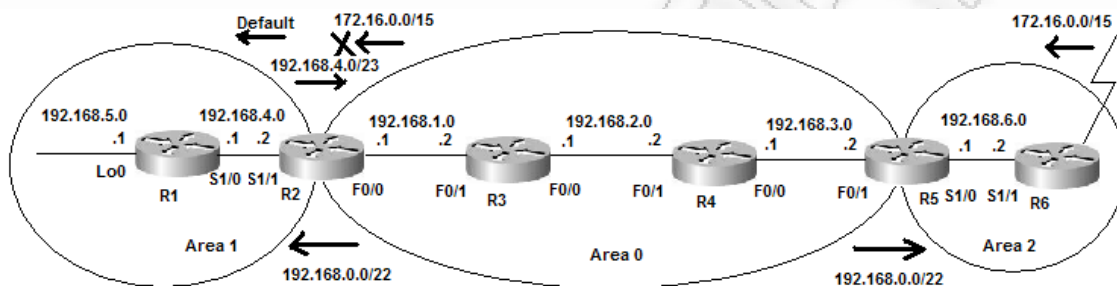 Default
172.16.0.0/15
172.16.0.0/15
192.168.4.0/23
192.168.5.0
192.168.4.0
192.168.1.0
192.168.2.0
192.168.3.0
192.168.6.0
.1
.1
.2
.1
.2
.1
.2
.1
.2
.1
.2
Lo0
S1/0
S1/1
F0/0
F0/1
F0/0
F0/1
F0/0
F0/1
S1/0
S1/1
R1
R2
R3
R4
R5
R6
Area 1
Area 0
Area 2
192.168.0.0/22
192.168.0.0/22